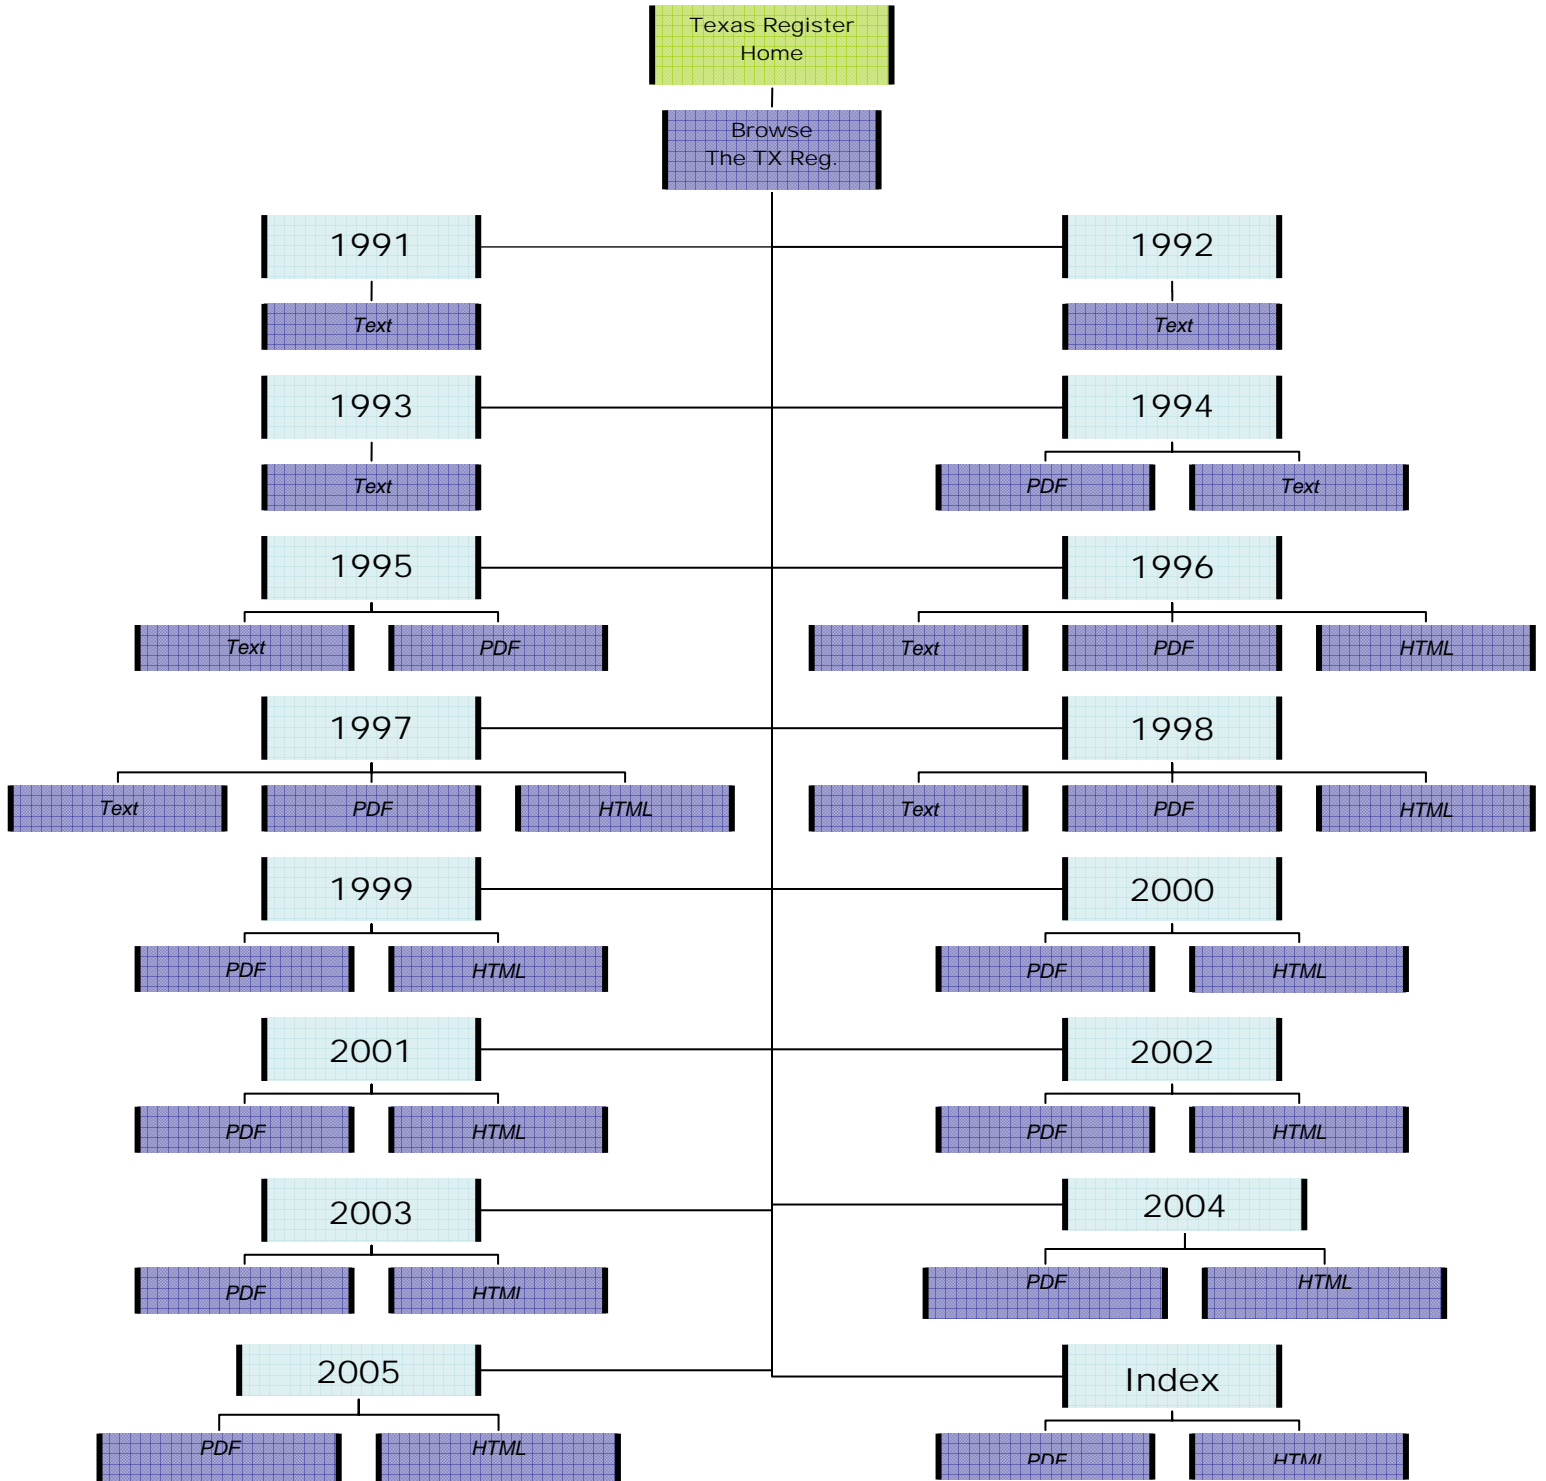 Texas Register
Home
Browse
The TX Reg.
1991
1992
Text
Text
1993
1994
Text
PDF
Text
1995
1996
Text
PDF
Text
PDF
HTML
1997
1998
Text
PDF
HTML
Text
PDF
HTML
1999
2000
PDF
HTML
PDF
HTML
2001
2002
PDF
HTML
PDF
HTML
2003
2004
PDF
HTML
PDF
HTML
2005
Index
PDF
HTML
PDF
HTML